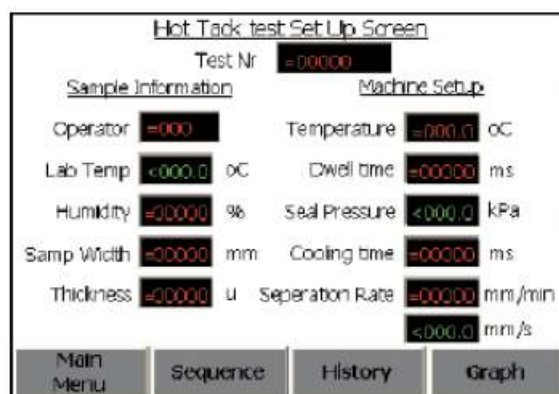 Hot Tack test Set Up Screen
Test Nr =00000
Sample Information
Machine Setup
Operator =000
Temperature =000.0 oC
Lab Temp <000.0 oC
Dwell time =00000 ms
Humidity =00000 %
Seal Pressure <000.0 kPa
Samp Width =00000 mm
Cooling time =00000 ms
Thickness =00000 u
Seperation Rate =00000 mm/min
<000.0 mm/s
Main Menu
Sequence
History
Graph